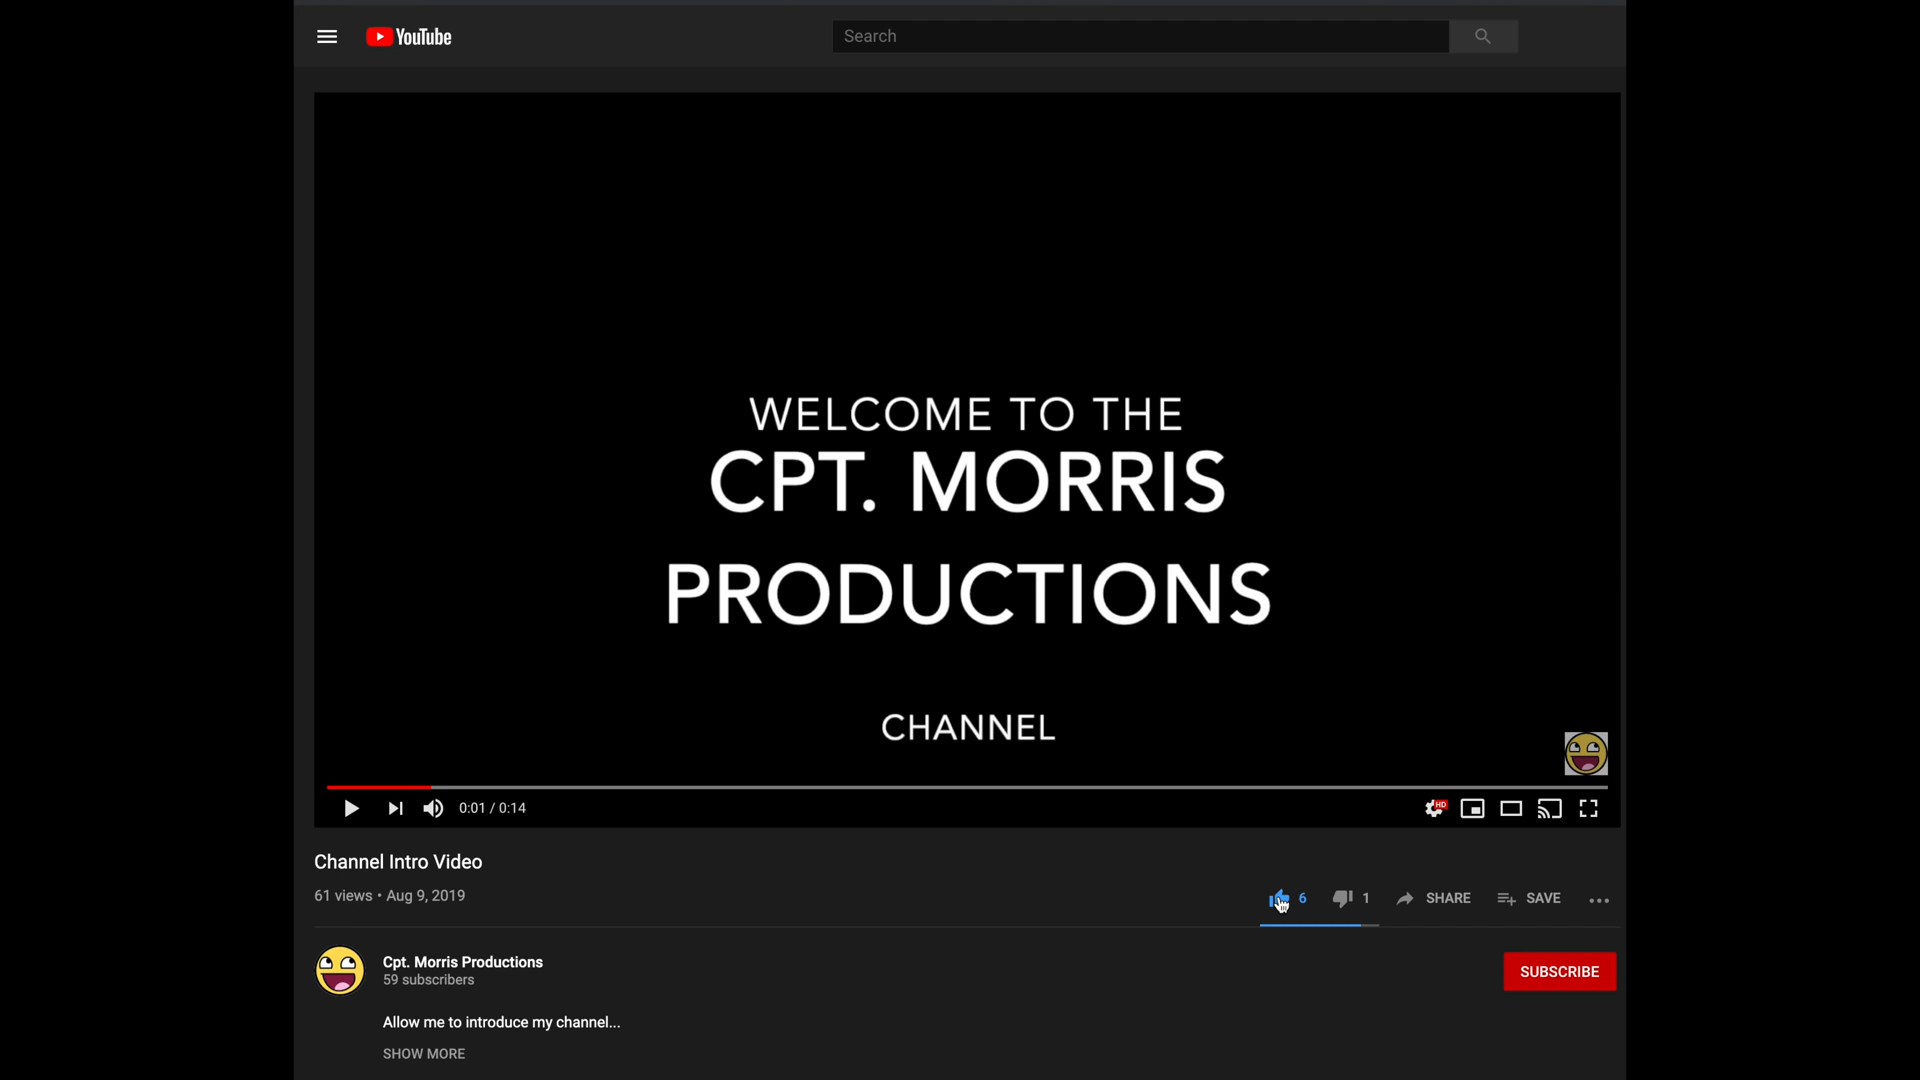 YouTube
Search
WELCOME TO THE
CPT. MORRIS
PRODUCTIONS
CHANNEL
0:01 / 0:14
HD
Channel Intro Video
61 views • Aug 9, 2019
6
1
SHARE
SAVE
Cpt. Morris Productions
59 subscribers
SUBSCRIBE
Allow me to introduce my channel...
SHOW MORE